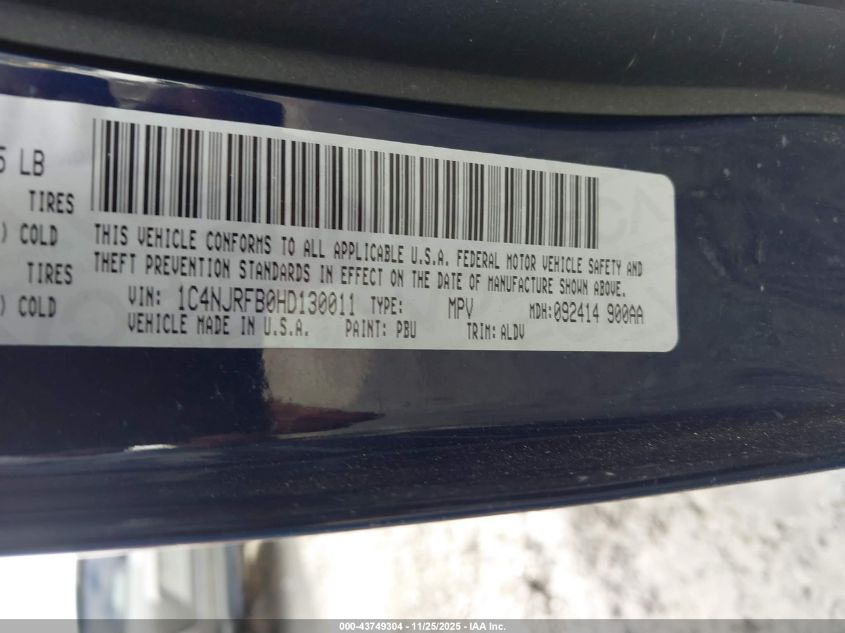 5 LB
TIRES
) COLD
TIRES
) COLD
THIS VEHICLE CONFORMS TO ALL APPLICABLE U.S.A. FEDERAL MOTOR VEHICLE SAFETY AND
THEFT PREVENTION STANDARDS IN EFFECT ON THE DATE OF MANUFACTURE SHOWN ABOVE.
VIN: 1C4NJRFB0HD130011 TYPE: MPV MDH:092414 900AA
VEHICLE MADE IN U.S.A. PAINT: PBU TRIM: ALDV
000-43749304 - 11/25/2025 - IAA Inc.